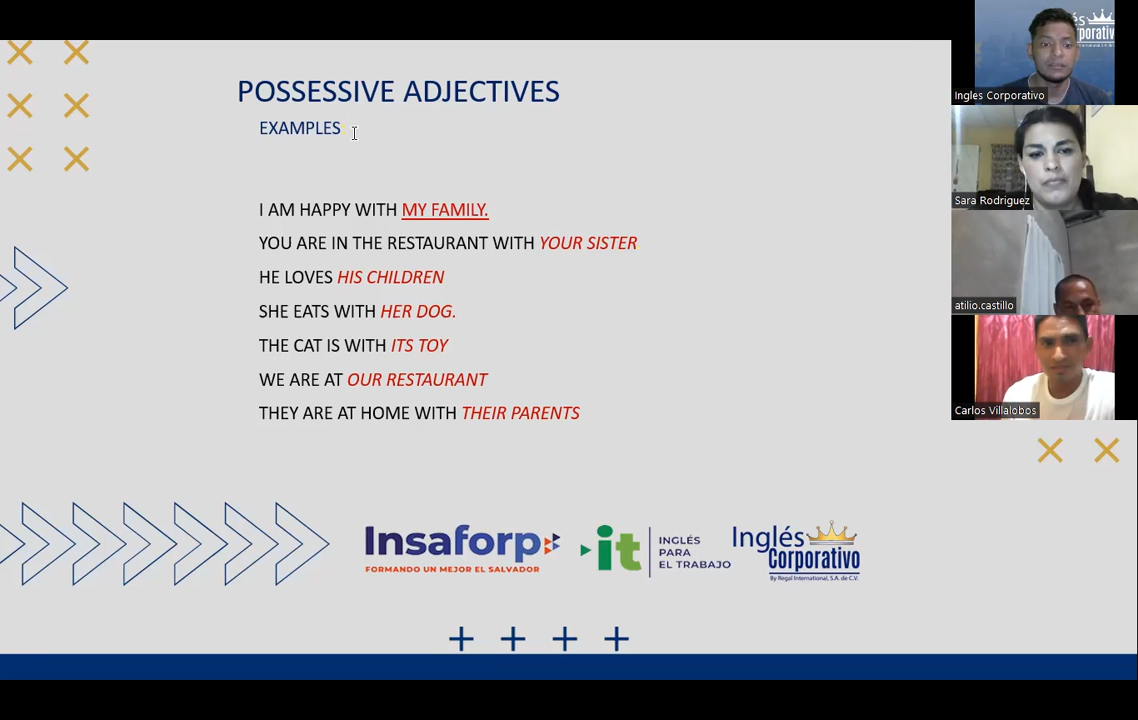 POSSESSIVE ADJECTIVES
EXAMPLES:
I AM HAPPY WITH MY FAMILY.
YOU ARE IN THE RESTAURANT WITH YOUR SISTER
HE LOVES HIS CHILDREN
SHE EATS WITH HER DOG.
THE CAT IS WITH ITS TOY
WE ARE AT OUR RESTAURANT
THEY ARE AT HOME WITH THEIR PARENTS
Insaforp
FORMANDO UN MEJOR EL SALVADOR
it
INGLÉS
PARA
EL TRABAJO
Inglés
Corporativo
By Regal International, S.A. de C.V.
Ingles Corporativo
Sara Rodriguez
atilio.castillo
Carlos Villalobos